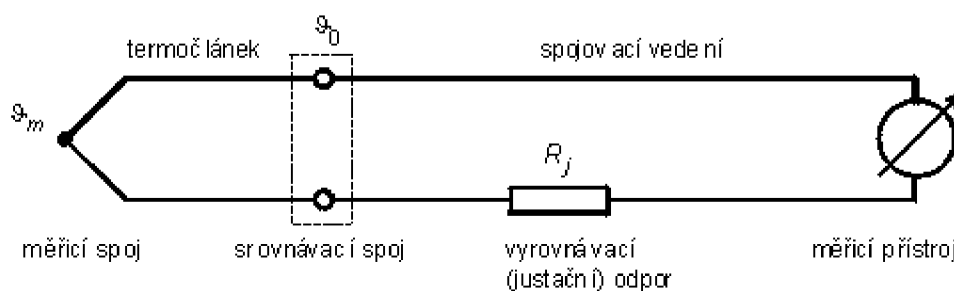 ϑ0
termočlánek
spojovací vedení
ϑm
Rj
měřicí spoj
srovnávací spoj
vyrovnávací
(justační) odpor
měřicí přístroj